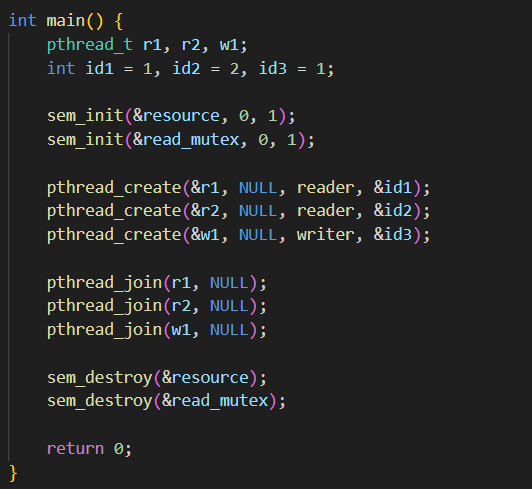 int main() {
    pthread_t r1, r2, w1;
    int id1 = 1, id2 = 2, id3 = 1;

    sem_init(&resource, 0, 1);
    sem_init(&read_mutex, 0, 1);

    pthread_create(&r1, NULL, reader, &id1);
    pthread_create(&r2, NULL, reader, &id2);
    pthread_create(&w1, NULL, writer, &id3);

    pthread_join(r1, NULL);
    pthread_join(r2, NULL);
    pthread_join(w1, NULL);

    sem_destroy(&resource);
    sem_destroy(&read_mutex);

    return 0;
}